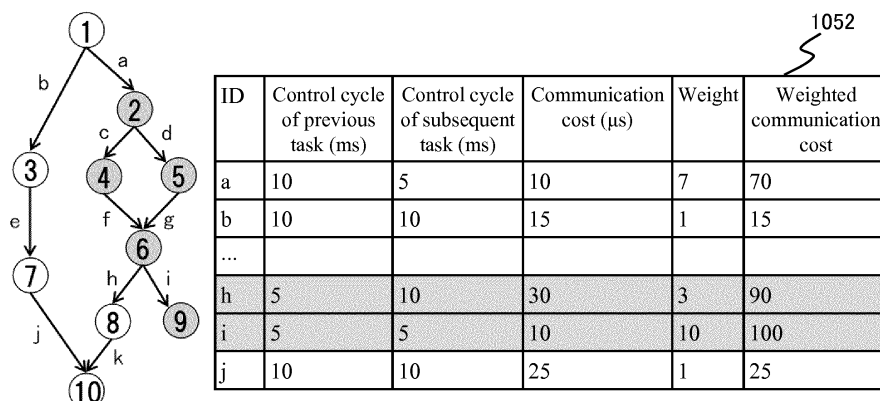 1052
1
a
b
2
c
d
3
4
5
e
f
g
6
7
h
i
8
9
j
k
10
ID
Control cycle of previous task (ms)
Control cycle of subsequent task (ms)
Communication cost (μs)
Weight
Weighted communication cost
a 10 5 10 7 70
b 10 10 15 1 15
...
h 5 10 30 3 90
i 5 5 10 10 100
j 10 10 25 1 25